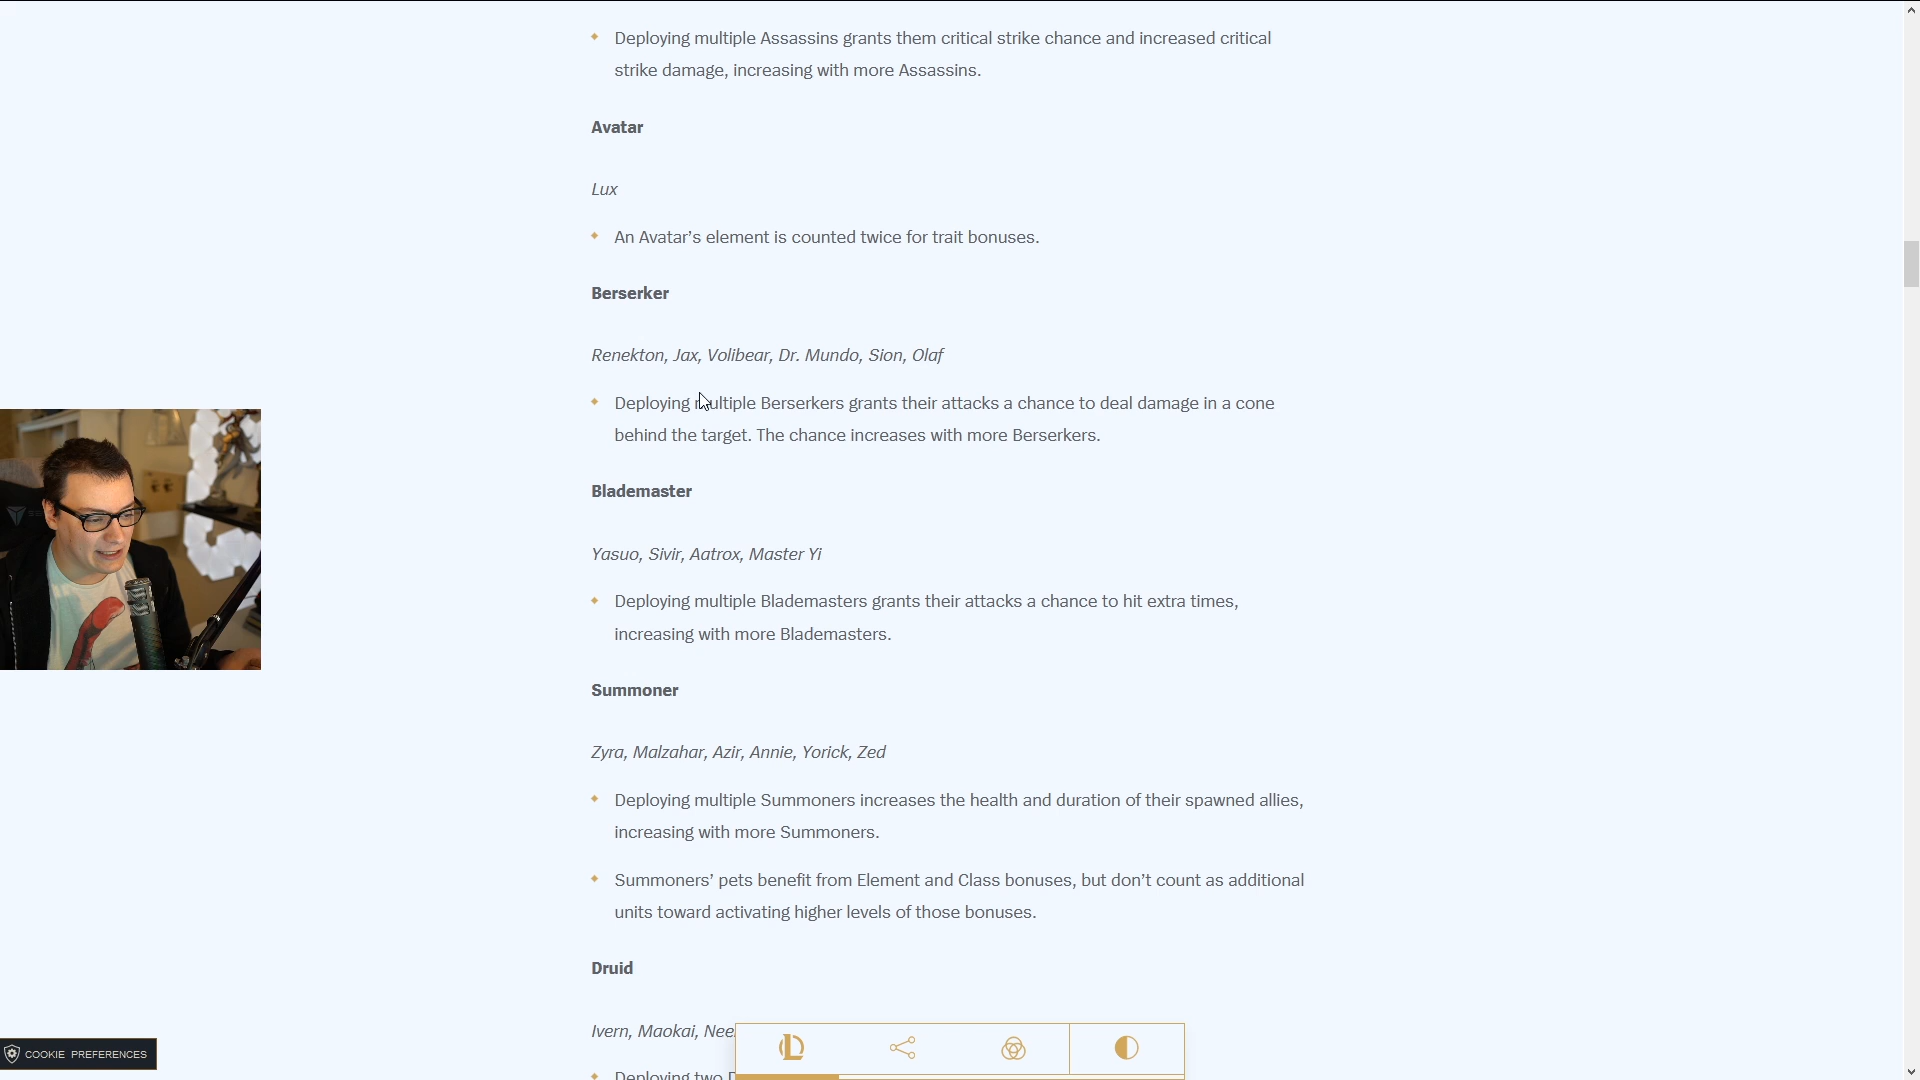 Deploying multiple Assassins grants them critical strike chance and increased critical
strike damage, increasing with more Assassins.
Avatar
Lux
An Avatar’s element is counted twice for trait bonuses.
Berserker
Renekton, Jax, Volibear, Dr. Mundo, Sion, Olaf
Deploying multiple Berserkers grants their attacks a chance to deal damage in a cone
behind the target. The chance increases with more Berserkers.
Blademaster
Yasuo, Sivir, Aatrox, Master Yi
Deploying multiple Blademasters grants their attacks a chance to hit extra times,
increasing with more Blademasters.
Summoner
Zyra, Malzahar, Azir, Annie, Yorick, Zed
Deploying multiple Summoners increases the health and duration of their spawned allies,
increasing with more Summoners.
Summoners’ pets benefit from Element and Class bonuses, but don’t count as additional
units toward activating higher levels of those bonuses.
Druid
Ivern, Maokai, Nee
Deploying two D
COOKIE PREFERENCES